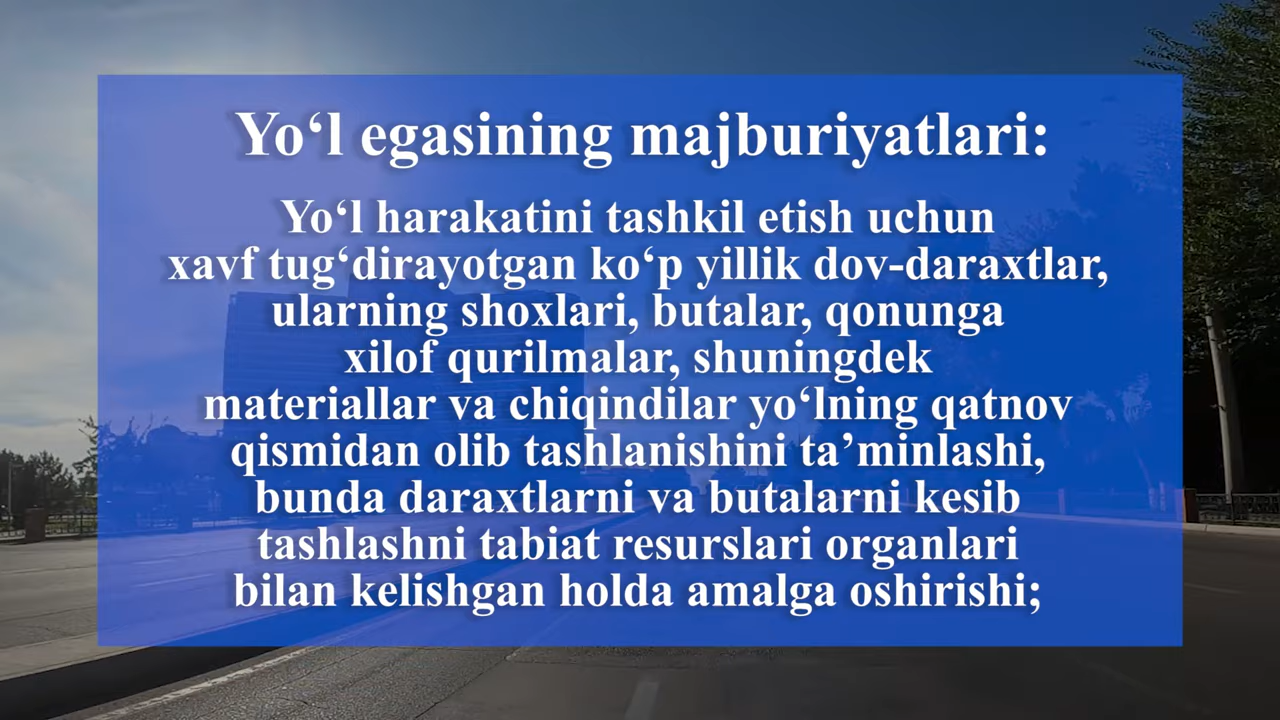 Yo‘l egasining majburiyatlari:
Yo‘l harakatini tashkil etish uchun
xavf tug‘dirayotgan ko‘p yillik dov-daraxtlar,
ularning shoxlari, butalar, qonunga
xilof qurilmalar, shuningdek
materiallar va chiqindilar yo‘lning qatnov
qismidan olib tashlanishini ta’minlashi,
bunda daraxtlarni va butalarni kesib
tashlashni tabiat resurslari organlari
bilan kelishgan holda amalga oshirishi;